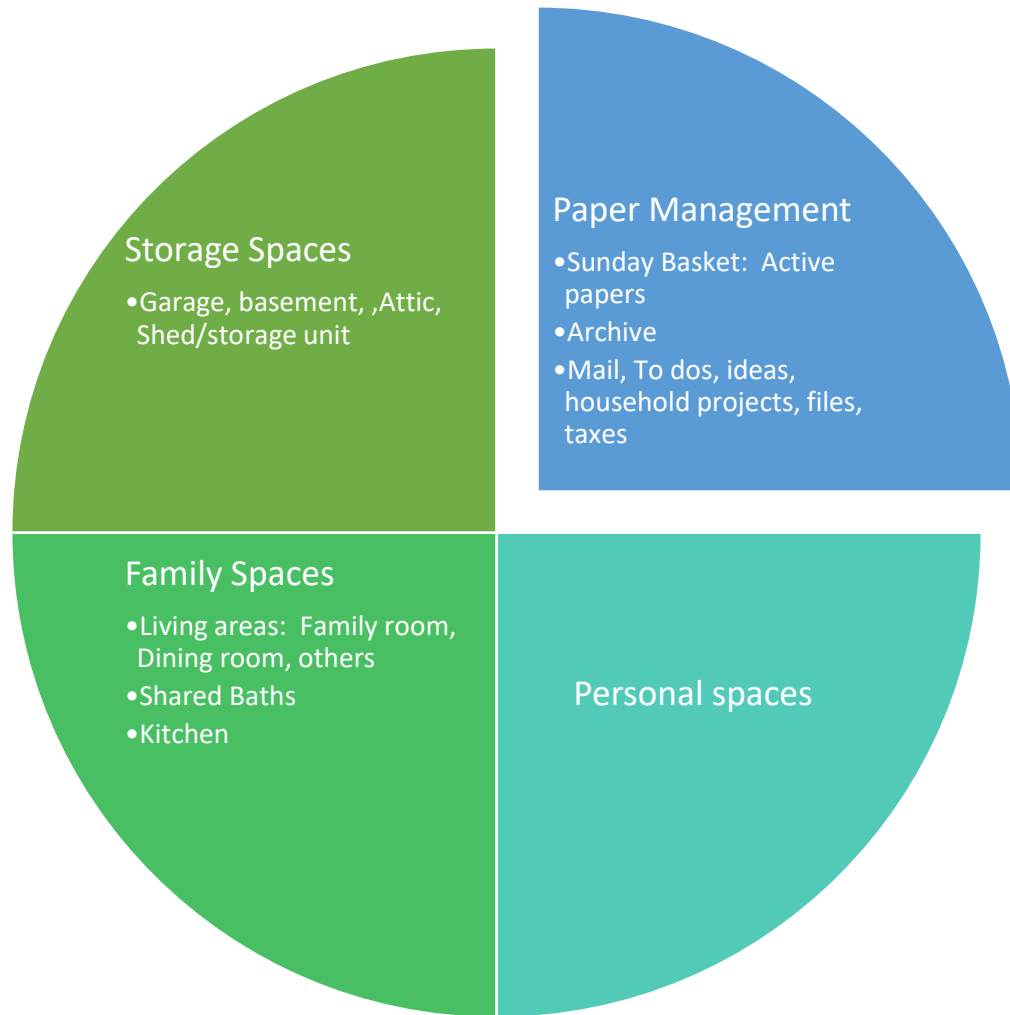 Storage Spaces
•Garage, basement, ,Attic,
Shed/storage unit
Paper Management
•Sunday Basket:  Active
papers
•Archive
•Mail, To dos, ideas,
household projects, files,
taxes
Family Spaces
•Living areas:  Family room,
Dining room, others
•Shared Baths
•Kitchen
Personal spaces